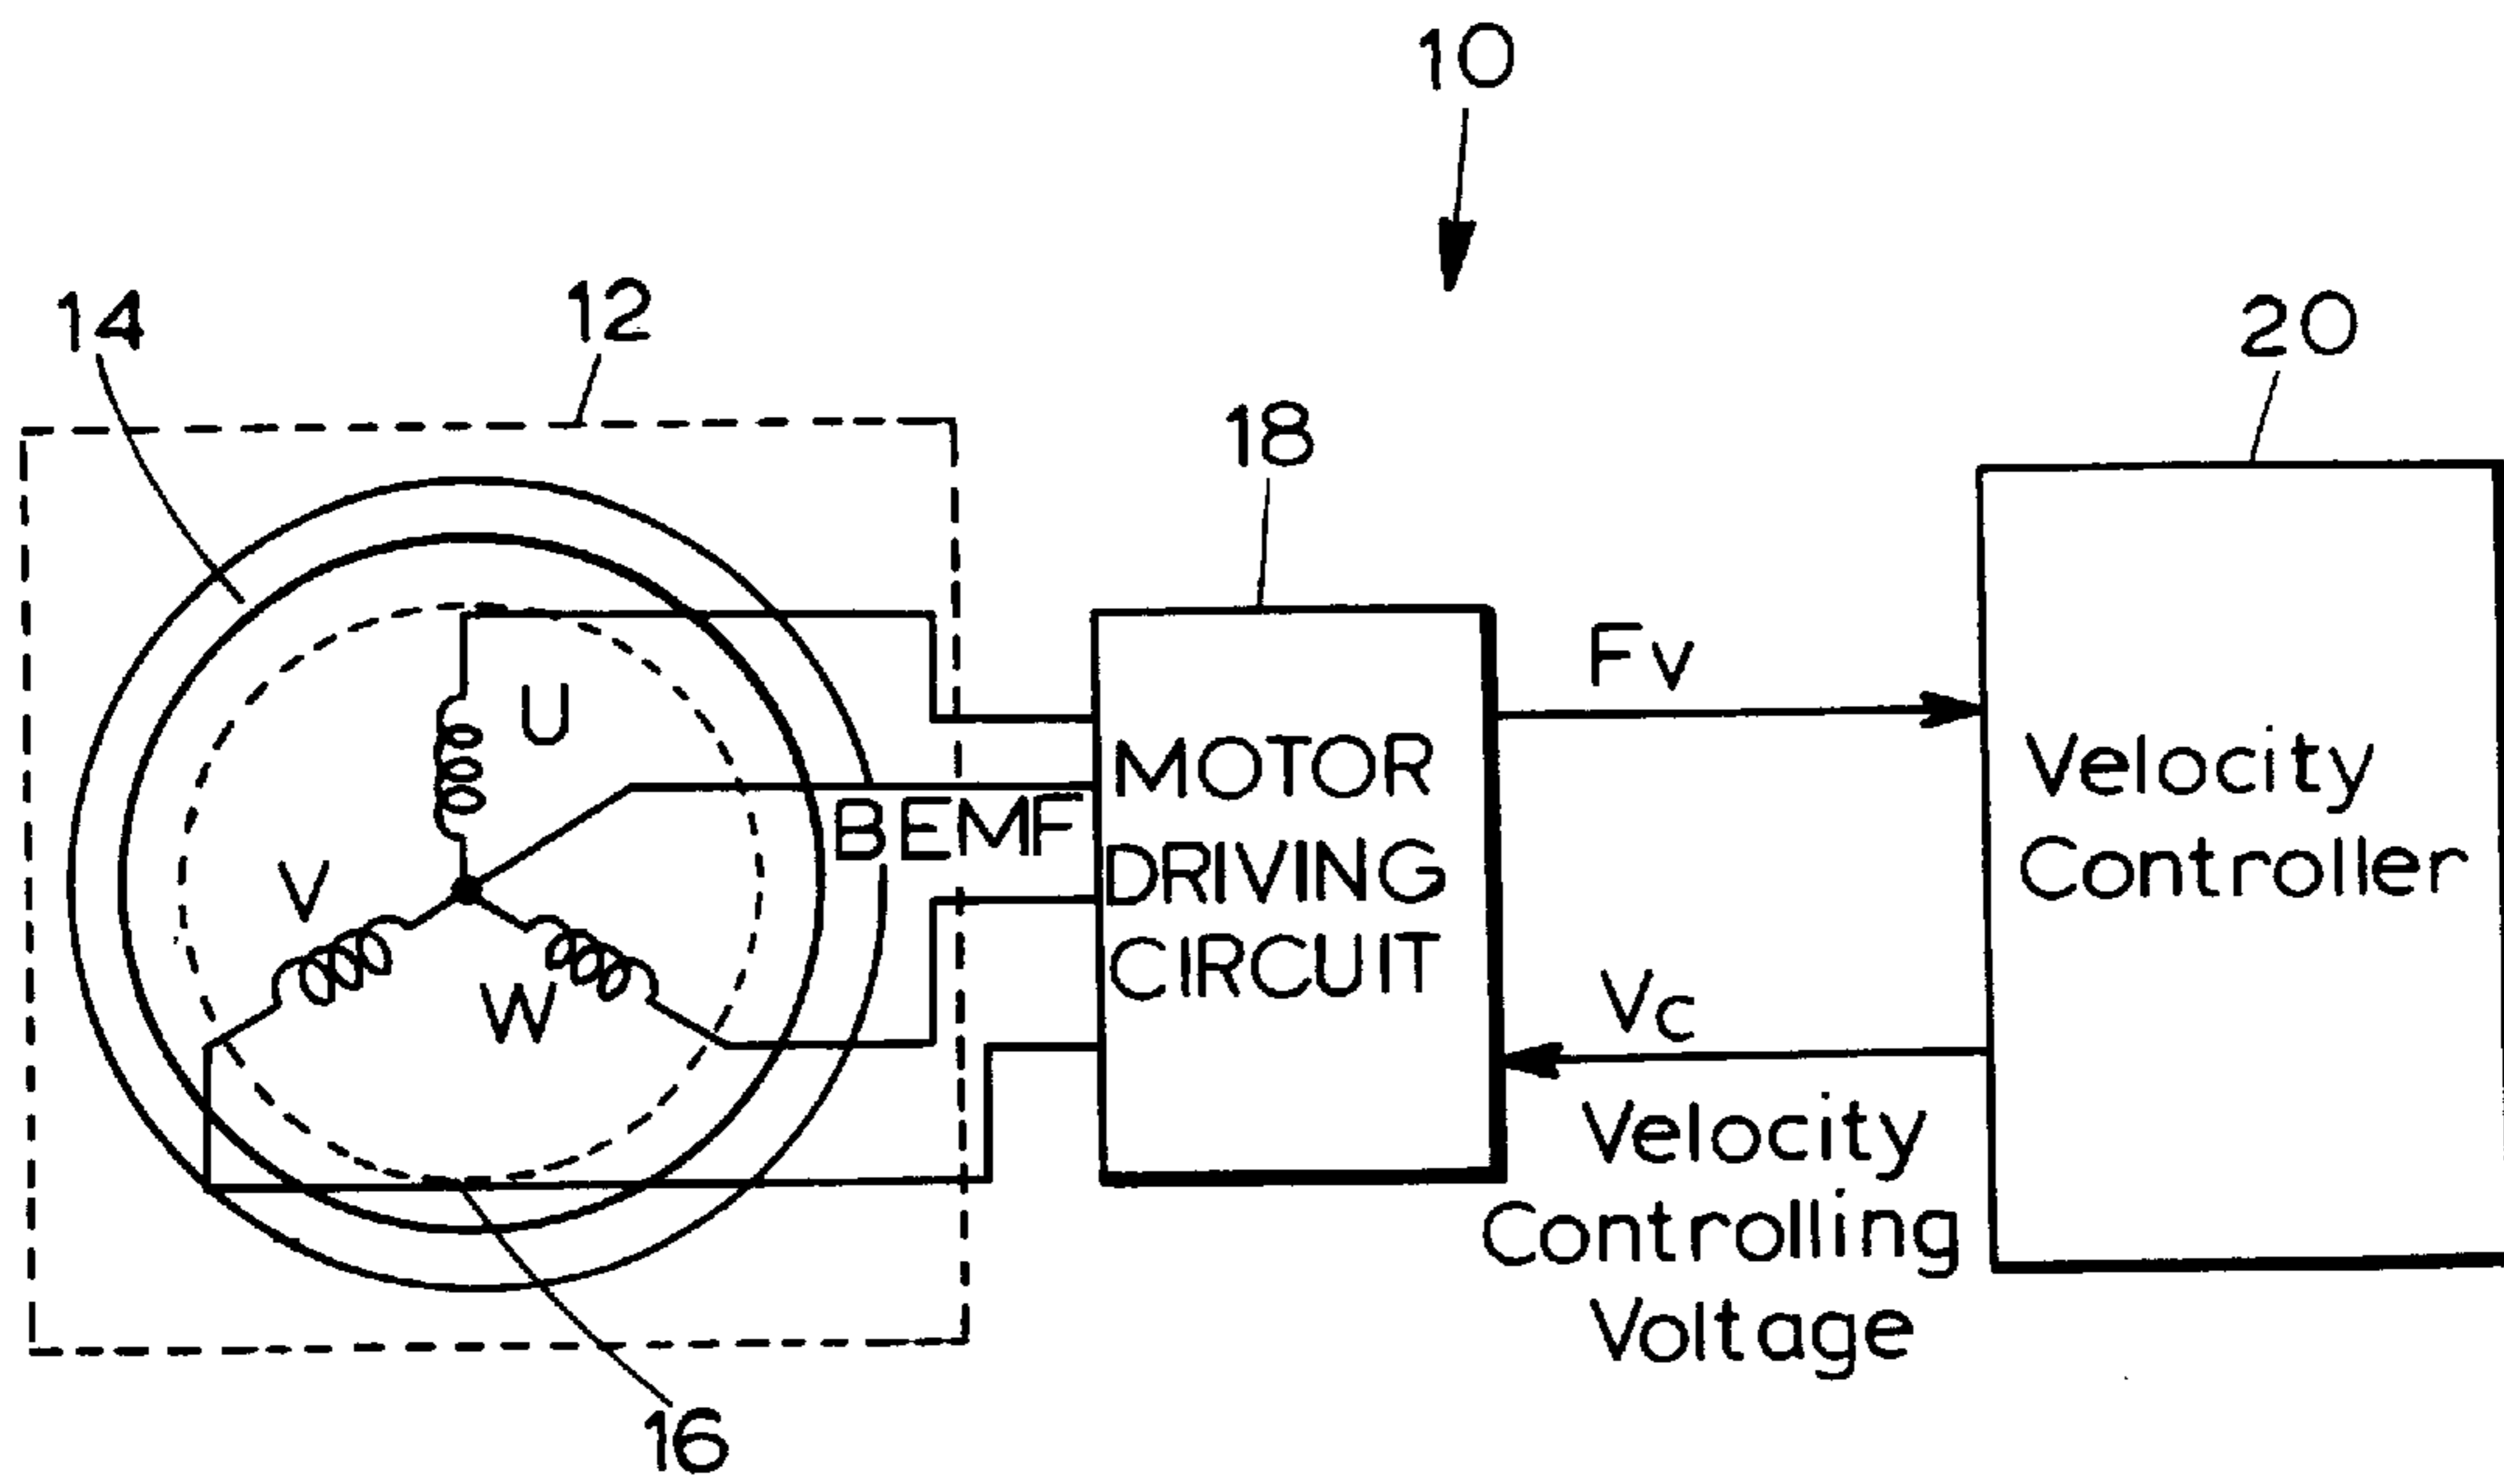 10
14
12
20
18
Fv
U
MOTOR
DRIVING
CIRCUIT
Velocity
Controller
BEMF
V
W
Vc
Velocity
Controlling
Voltage
16